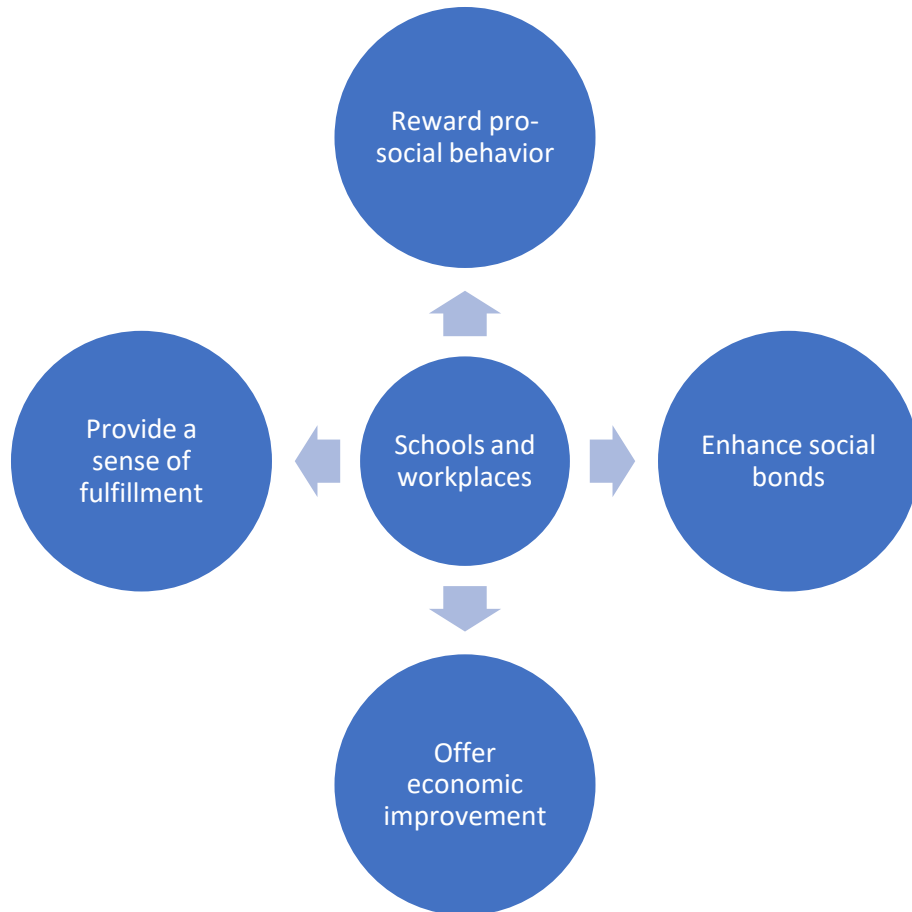 Reward pro-
social behavior
Provide a
sense of
fulfillment
Schools and
workplaces
Enhance social
bonds
Offer
economic
improvement